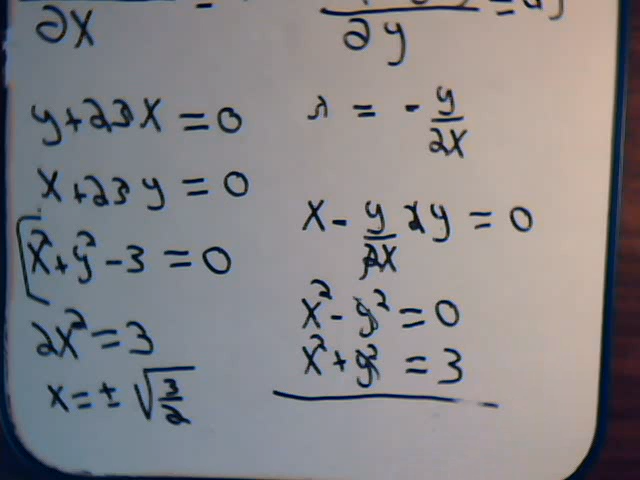 ∂x
∂y
y + 2λx = 0
x + 2λy = 0
x² + y² - 3 = 0
2x² = 3
x = ± √(3/2)
λ = - y/2x
x - y/2x 2y = 0
x² - y² = 0
x² + y² = 3